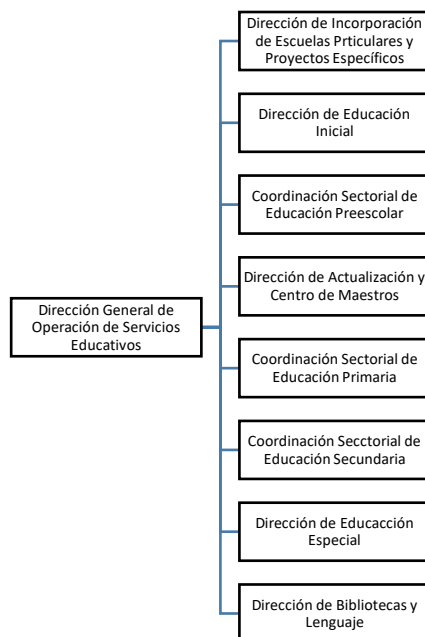 Dirección de Incorporación
de Escuelas Prticulares y
Proyectos Específicos
Dirección de Educación
Inicial
Coordinación Sectorial de
Educación Preescolar
Dirección de Actualización y
Centro de Maestros
Dirección General de
Operación de Servicios
Educativos
Coordinación Sectorial de
Educación Primaria
Coordinación Secctorial de
Educación Secundaria
Dirección de Educacción
Especial
Dirección de Bibliotecas y
Lenguaje